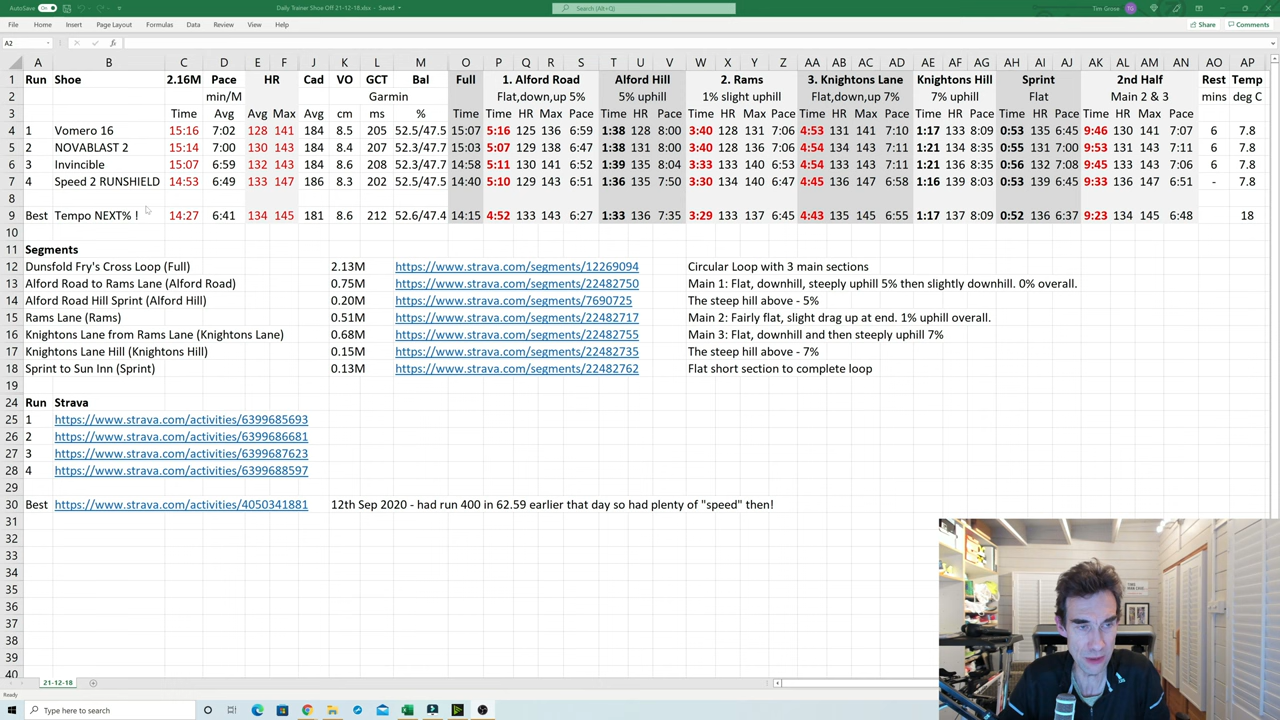 AutoSave On Daily Trainer Shoe Off 21-12-18.xlsx - Saved Search (Alt+Q) Tim Grose TG
File Home Insert Page Layout Formulas Data Review View Help Share Comments
A2 fx
A B C D E F J K L M O P Q R S T U V W X Y Z AA AB AC AD AE AF AG AH AI AJ AK AL AM AN AO AP
1 Run Shoe 2.16M Pace HR Cad VO GCT Bal Full 1. Alford Road Alford Hill 2. Rams 3. Knightons Lane Knightons Hill Sprint 2nd Half Rest Temp
2 min/M Garmin Flat,down,up 5% 5% uphill 1% slight uphill Flat,down,up 7% 7% uphill Flat Main 2 & 3 mins deg C
3 Time Avg Avg Max Avg cm ms % Time Time HR Max Pace Time HR Pace Time HR Max Pace Time HR Max Pace Time HR Pace Time HR Pace Time HR Max Pace
4 1 Vomero 16 15:16 7:02 128 141 184 8.5 205 52.5/47.5 15:07 5:16 125 136 6:59 1:38 128 8:00 3:40 128 131 7:06 4:53 131 141 7:10 1:17 133 8:09 0:53 135 6:45 9:46 130 141 7:07 6 7.8
5 2 NOVABLAST 2 15:14 7:00 130 143 184 8.4 207 52.3/47.7 15:03 5:07 129 138 6:47 1:38 131 8:00 3:40 128 136 7:06 4:54 134 143 7:11 1:21 135 8:35 0:55 131 7:00 9:53 131 143 7:11 6 7.8
6 3 Invincible 15:07 6:59 132 143 184 8.6 208 52.3/47.7 14:58 5:11 130 141 6:52 1:39 135 8:04 3:33 133 140 6:53 4:54 134 143 7:11 1:21 136 8:35 0:56 132 7:08 9:45 133 143 7:06 6 7.8
7 4 Speed 2 RUNSHIELD 14:53 6:49 133 147 186 8.3 202 52.5/47.5 14:40 5:10 129 143 6:51 1:36 135 7:50 3:30 134 140 6:47 4:45 136 147 6:58 1:16 139 8:03 0:53 139 6:45 9:33 136 147 6:51 - 7.8
8
9 Best Tempo NEXT% ! 14:27 6:41 134 145 181 8.6 212 52.6/47.4 14:15 4:52 133 143 6:27 1:33 136 7:35 3:29 137 137 6:45 4:43 135 145 6:55 1:17 137 8:09 0:52 136 6:37 9:23 134 145 6:48 18
10
11 Segments
12 Dunsfold Fry's Cross Loop (Full) 2.13M https://www.strava.com/segments/12269094 Circular Loop with 3 main sections
13 Alford Road to Rams Lane (Alford Road) 0.75M https://www.strava.com/segments/22482750 Main 1: Flat, downhill, steeply uphill 5% then slightly downhill. 0% overall.
14 Alford Road Hill Sprint (Alford Hill) 0.20M https://www.strava.com/segments/7690725 The steep hill above - 5%
15 Rams Lane (Rams) 0.51M https://www.strava.com/segments/22482717 Main 2: Fairly flat, slight drag up at end. 1% uphill overall.
16 Knightons Lane from Rams Lane (Knightons Lane) 0.68M https://www.strava.com/segments/22482755 Main 3: Flat, downhill and then steeply uphill 7%
17 Knightons Lane Hill (Knightons Hill) 0.15M https://www.strava.com/segments/22482735 The steep hill above - 7%
18 Sprint to Sun Inn (Sprint) 0.13M https://www.strava.com/segments/22482762 Flat short section to complete loop
19
24 Run Strava
25 1 https://www.strava.com/activities/6399685693
26 2 https://www.strava.com/activities/6399686681
27 3 https://www.strava.com/activities/6399687623
28 4 https://www.strava.com/activities/6399688597
29
30 Best https://www.strava.com/activities/4050341881 12th Sep 2020 - had run 400 in 62.59 earlier that day so had plenty of "speed" then!
31
32
33
34
35
36
37
38
39
40
21-12-18
Ready
Type here to search